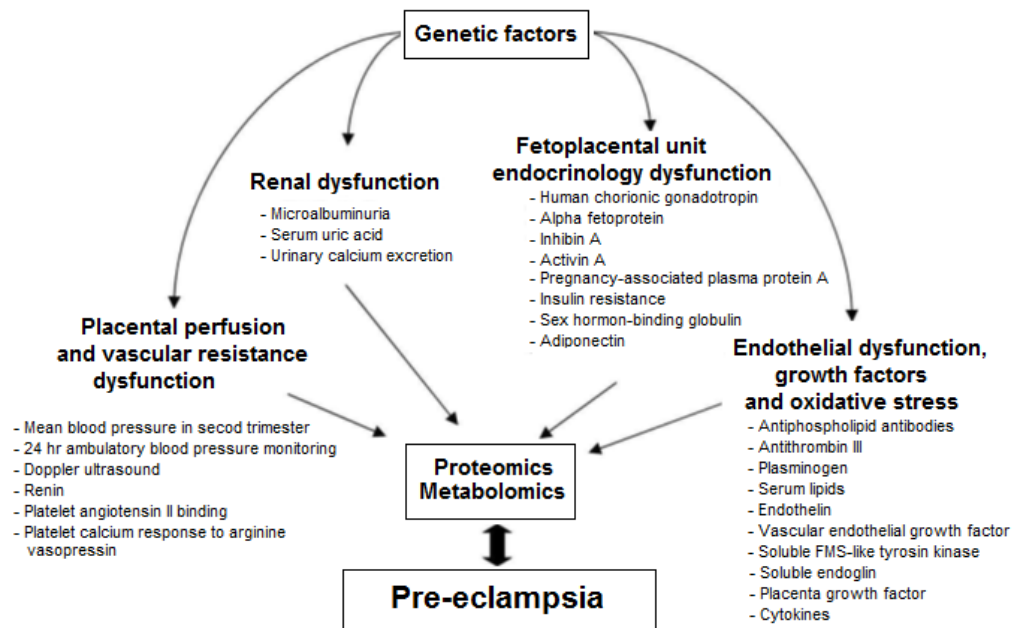 Genetic factors
Renal dysfunction
- Microalbuminuria
- Serum uric acid
- Urinary calcium excretion
Fetoplacental unit
endocrinology dysfunction
- Human chorionic gonadotropin
- Alpha fetoprotein
- Inhibin A
- Activin A
- Pregnancy-associated plasma protein A
- Insulin resistance
- Sex hormon-binding globulin
- Adiponectin
Placental perfusion
and vascular resistance
dysfunction
- Mean blood pressure in secod trimester
- 24 hr ambulatory blood pressure monitoring
- Doppler ultrasound
- Renin
- Platelet angiotensin II binding
- Platelet calcium response to arginine
vasopressin
Endothelial dysfunction,
growth factors
and oxidative stress
- Antiphospholipid antibodies
- Antithrombin III
- Plasminogen
- Serum lipids
- Endothelin
- Vascular endothelial growth factor
- Soluble FMS-like tyrosin kinase
- Soluble endoglin
- Placenta growth factor
- Cytokines
Proteomics
Metabolomics
Pre-eclampsia